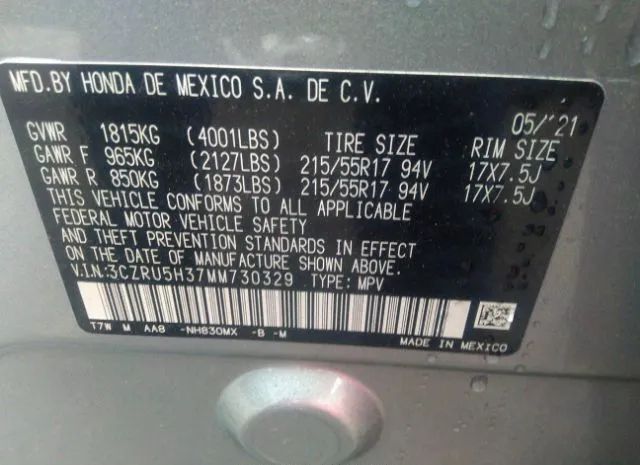 MFD.BY HONDA DE MEXICO S.A. DE C.V.
05/'21
GVWR 1815KG (4001LBS) TIRE SIZE RIM SIZE
GAWR F 965KG (2127LBS) 215/55R17 94V 17X7.5J
GAWR R 850KG (1873LBS) 215/55R17 94V 17X7.5J
THIS VEHICLE CONFORMS TO ALL APPLICABLE
FEDERAL MOTOR VEHICLE SAFETY
AND THEFT PREVENTION STANDARDS IN EFFECT
ON THE DATE OF MANUFACTURE SHOWN ABOVE.
V.I.N:3CZRU5H37MM730329 TYPE:MPV
T7W M AA8 -NH830MX -B -M
MADE IN MEXICO